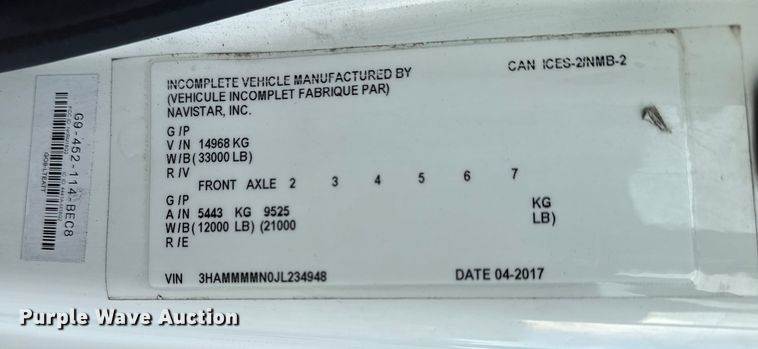 CAN ICES-2/NMB-2
INCOMPLETE VEHICLE MANUFACTURED BY
(VEHICULE INCOMPLET FABRIQUE PAR)
NAVISTAR, INC.
G/P
V/N 14968 KG
W/B (33000 LB)
R/V
FRONT AXLE 2 3 4 5 6 7
G/P
A/N 5443 KG 9525 KG
W/B (12000 LB) (21000 LB)
R/E
VIN 3HAMMMMN0JL234948 DATE 04-2017
G9-452-114-BEC8
Purple Wave Auction